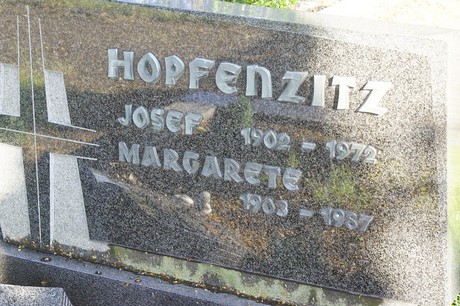 HOPFENZITZ
JOSEF 1902 - 1972
MARGARETE
1903 - 1987